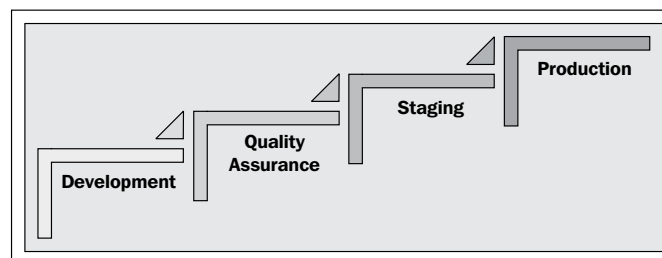 Development
Quality
Assurance
Staging
Production